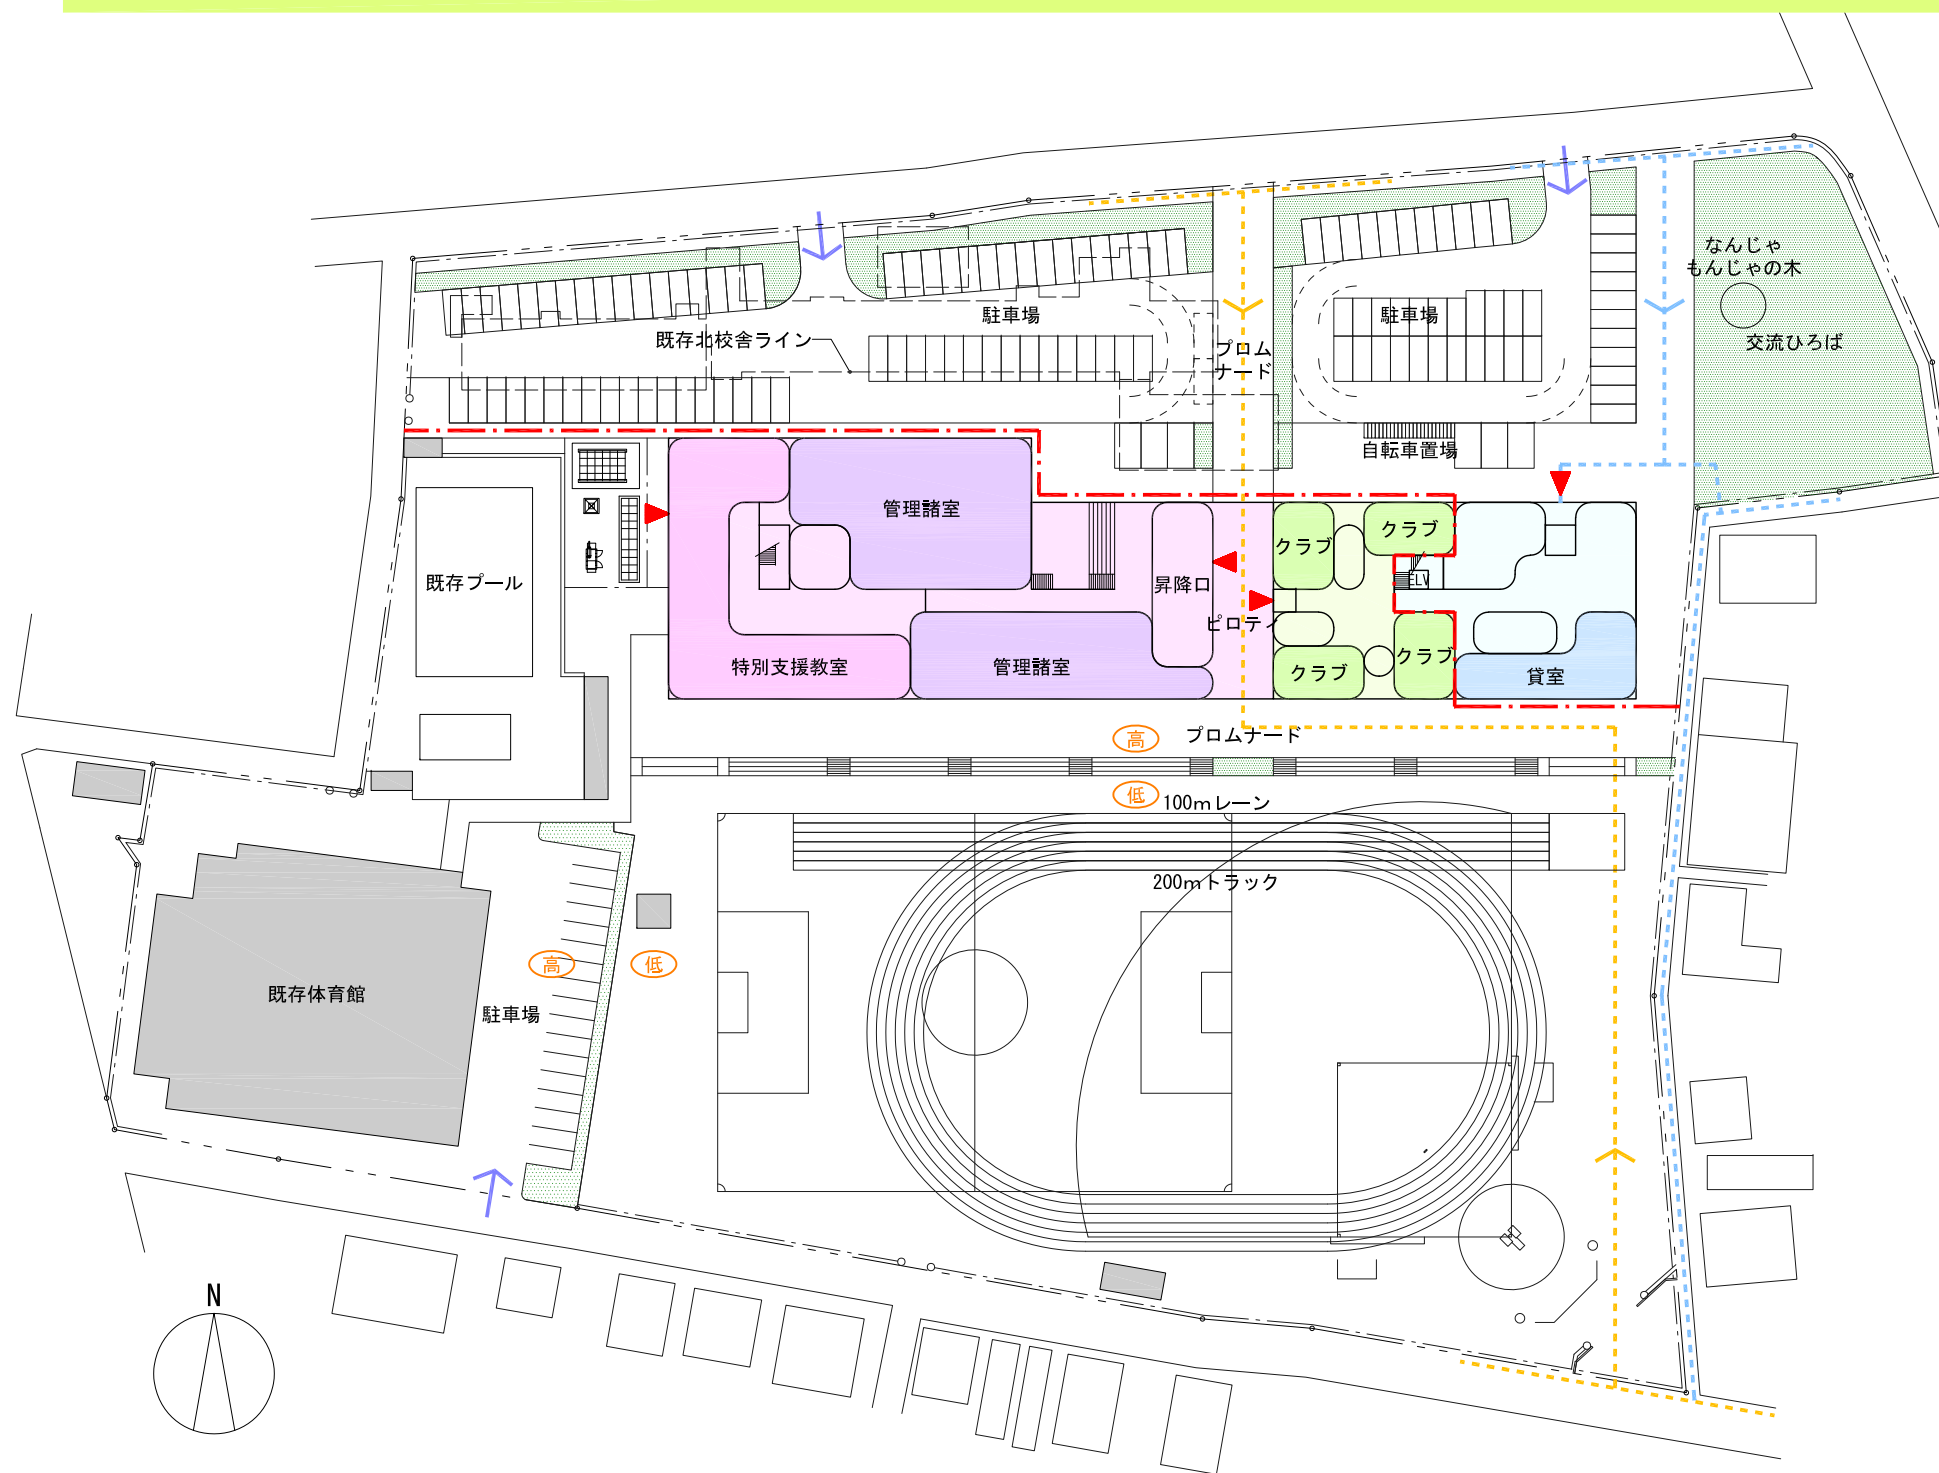 なんじゃ
もんじゃの木
交流ひろば
駐車場
駐車場
既存北校舎ライン
プロム
ナード
自転車置場
管理諸室
クラブ
クラブ
既存プール
昇降口
ELV
ピロティ
特別支援教室
管理諸室
クラブ
クラブ
貸室
高
プロムナード
低
100mレーン
200mトラック
高
低
既存体育館
駐車場
N